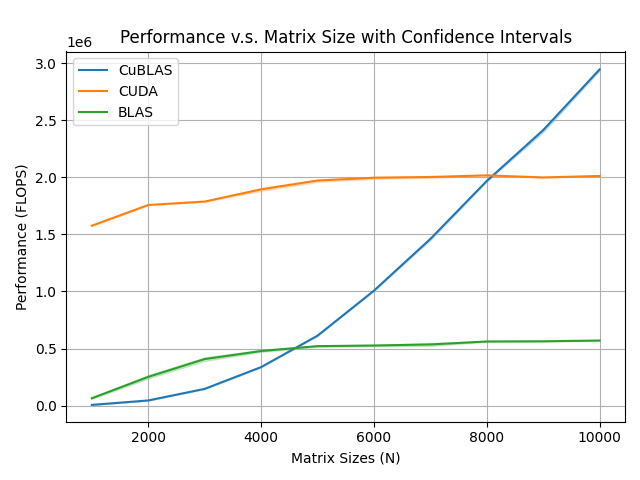 Performance v.s. Matrix Size with Confidence Intervals
1e6
CuBLAS
CUDA
BLAS
3.0
2.5
2.0
1.5
1.0
0.5
0.0
Performance (FLOPS)
2000 4000 6000 8000 10000
Matrix Sizes (N)